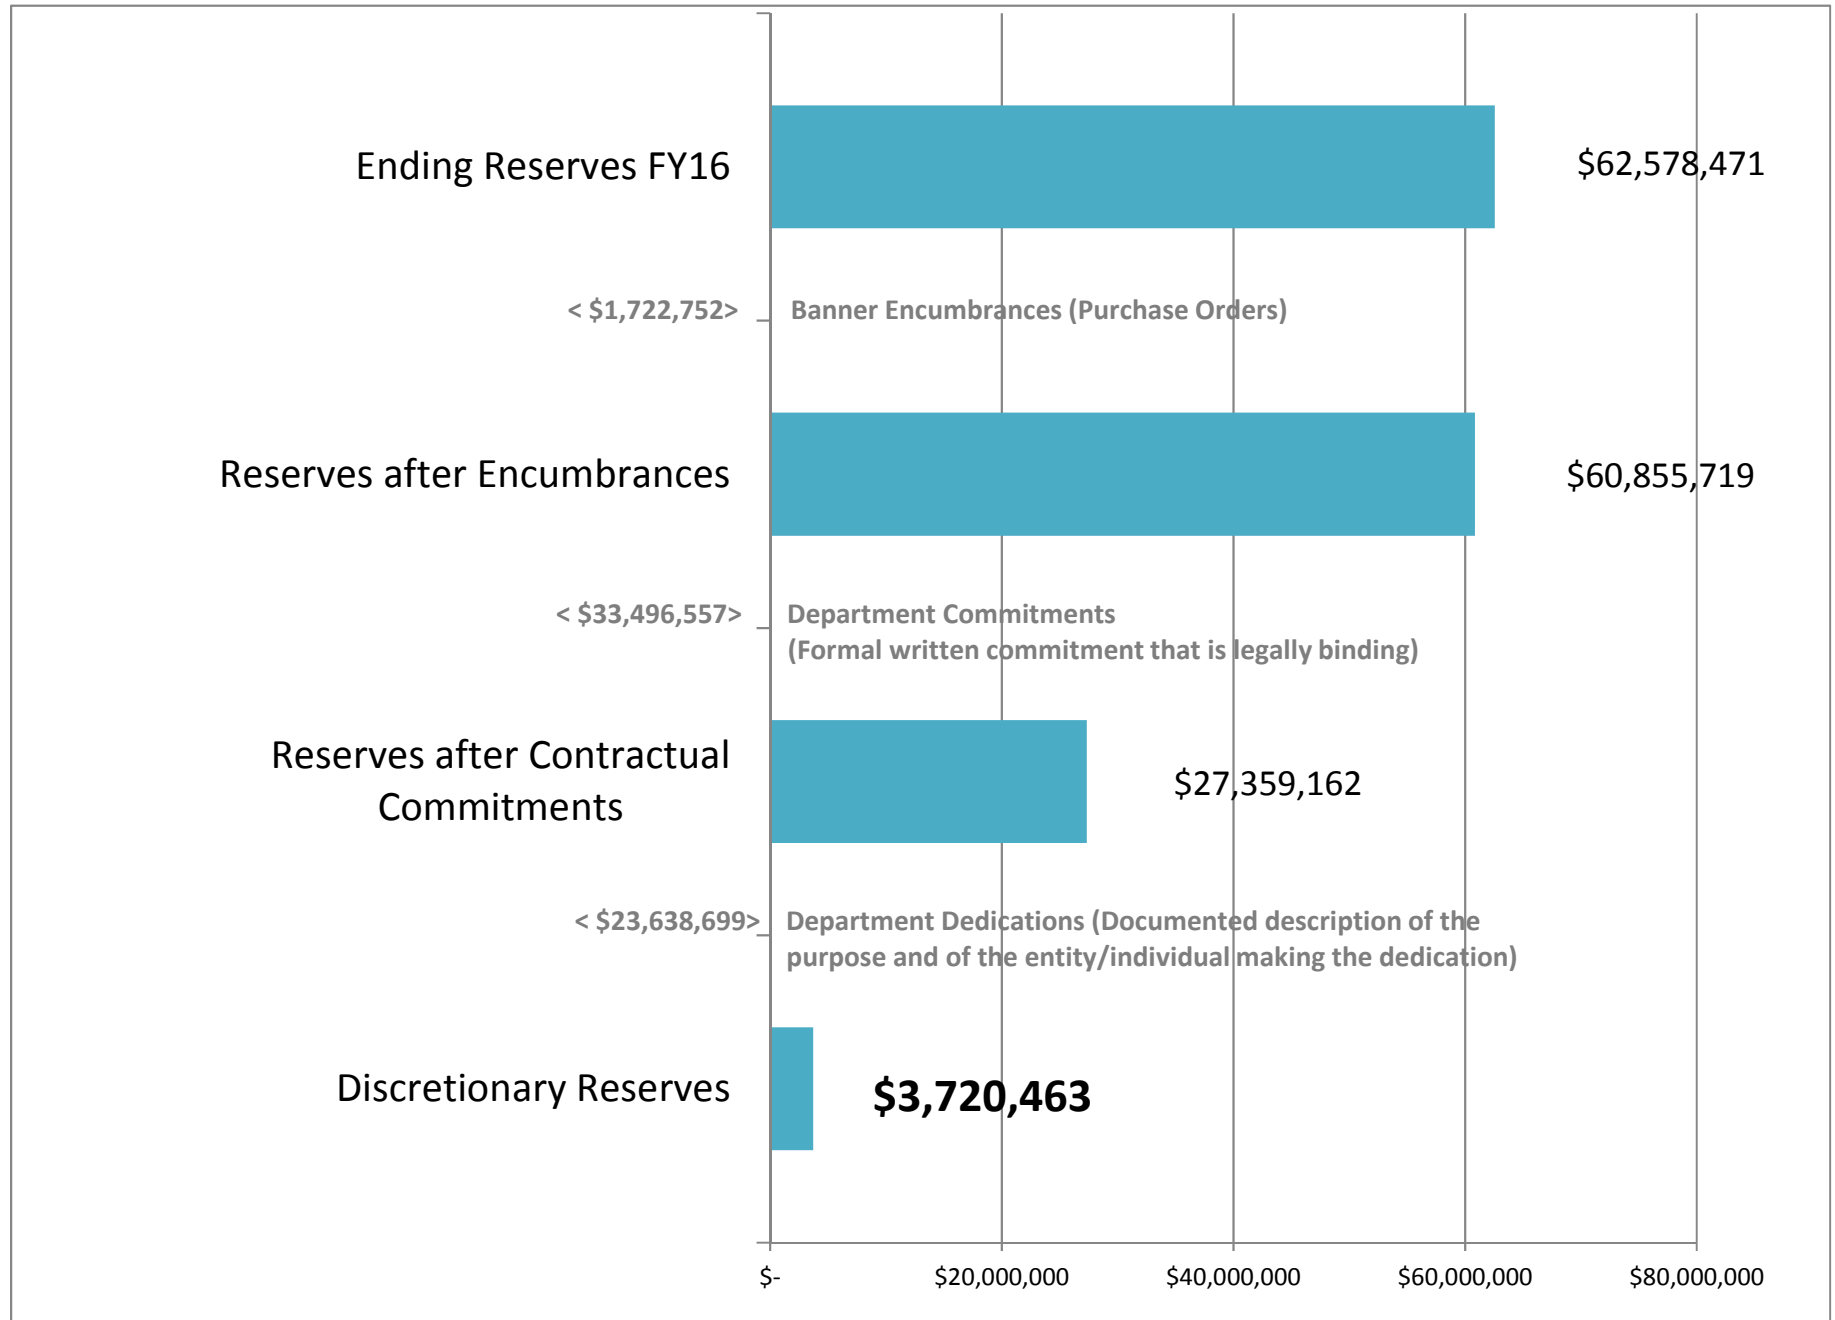 Ending Reserves FY16
$62,578,471
< $1,722,752>
Banner Encumbrances (Purchase Orders)
Reserves after Encumbrances
$60,855,719
< $33,496,557>
Department Commitments
(Formal written commitment that is legally binding)
Reserves after Contractual
Commitments
$27,359,162
< $23,638,699>
Department Dedications (Documented description of the
purpose and of the entity/individual making the dedication)
Discretionary Reserves
$3,720,463
$-
$20,000,000
$40,000,000
$60,000,000
$80,000,000